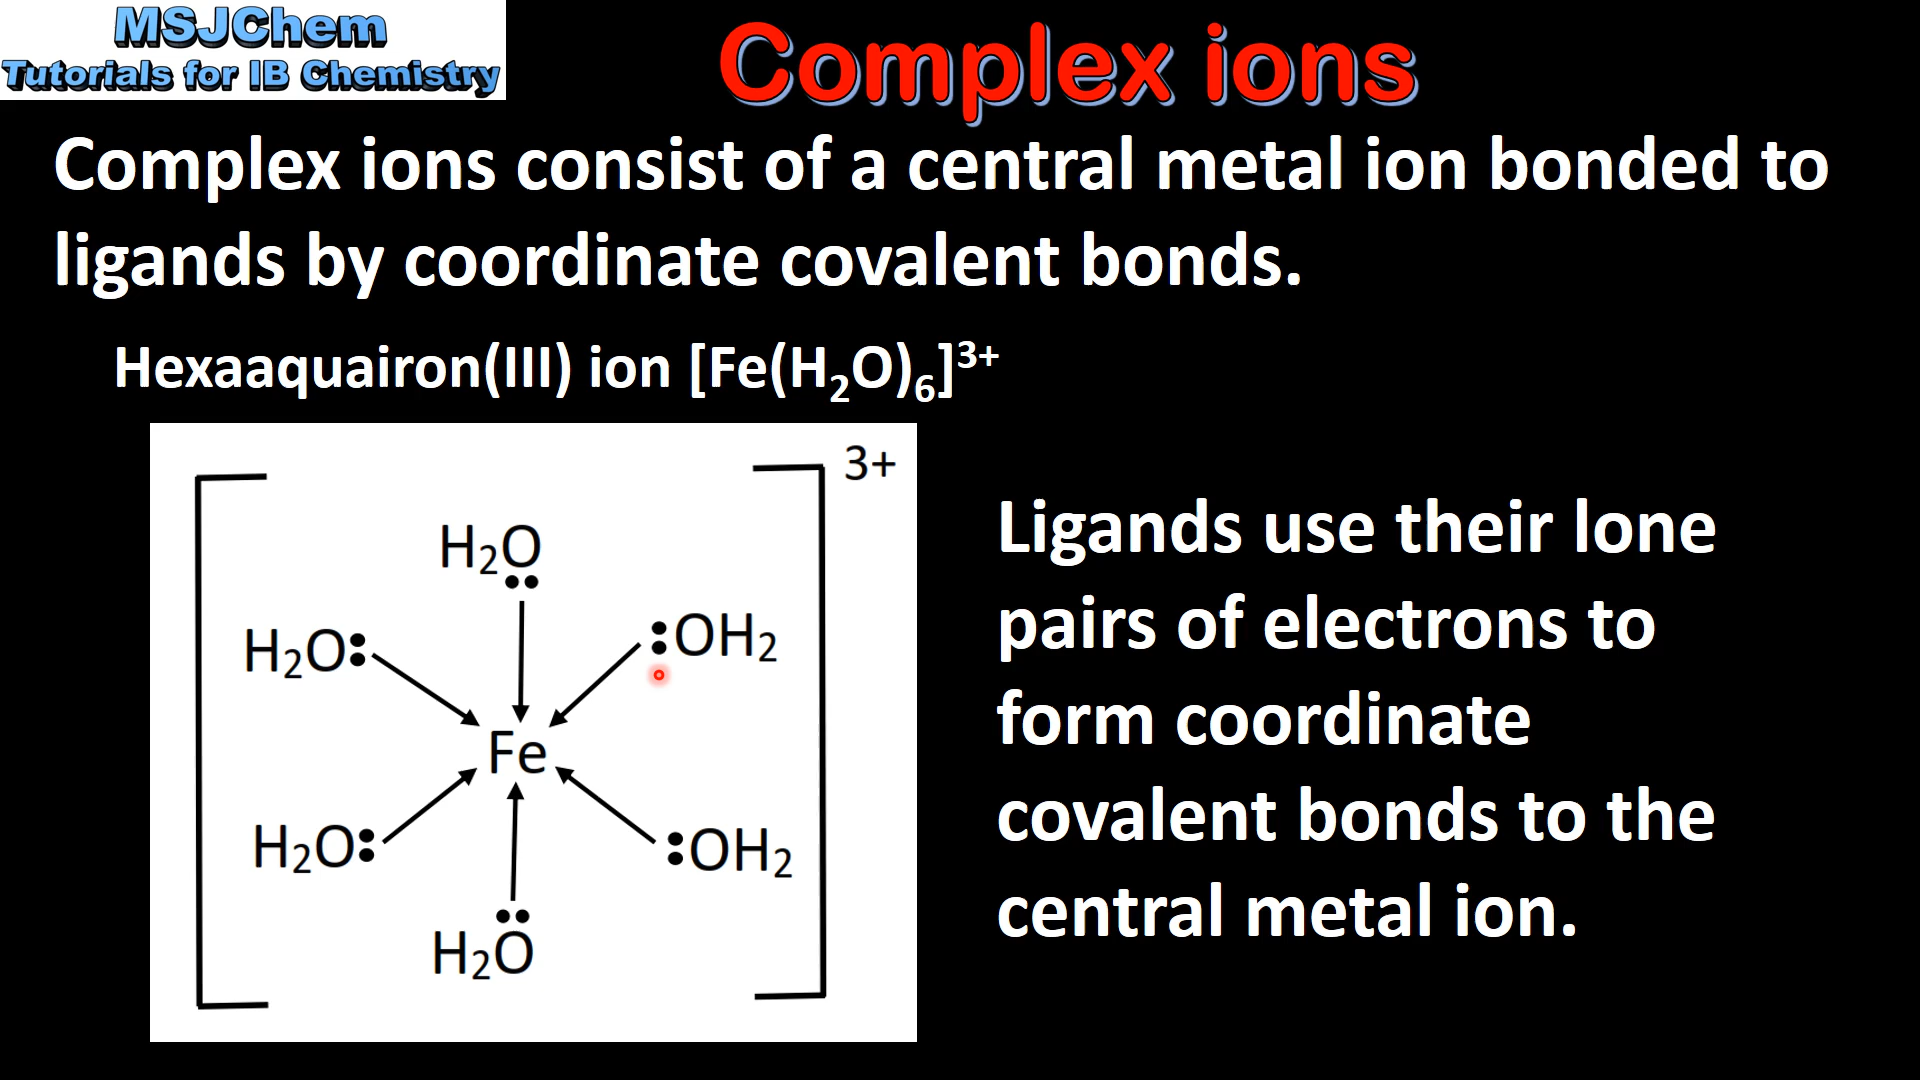 MSJChem
Tutorials for IB Chemistry
Complex ions
Complex ions consist of a central metal ion bonded to
ligands by coordinate covalent bonds.
Hexaaquairon(III) ion [Fe(H₂O)₆]³⁺
3+
H₂O
H₂O
OH₂
Fe
H₂O
OH₂
H₂O
Ligands use their lone
pairs of electrons to
form coordinate
covalent bonds to the
central metal ion.